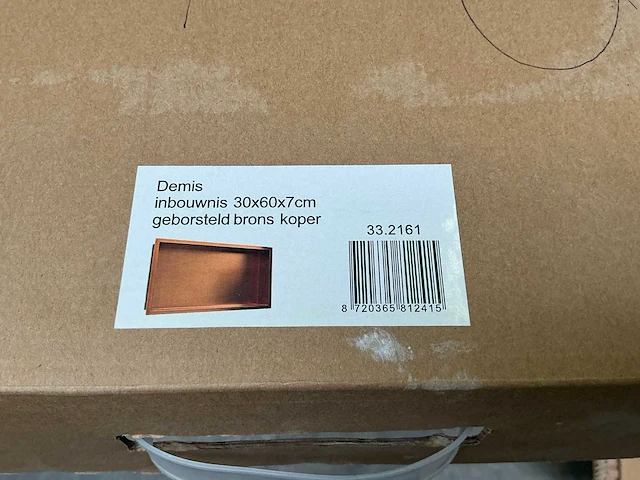 Demis
inbouwnis 30x60x7cm
geborsteld brons koper
33.2161
8 720365 812415